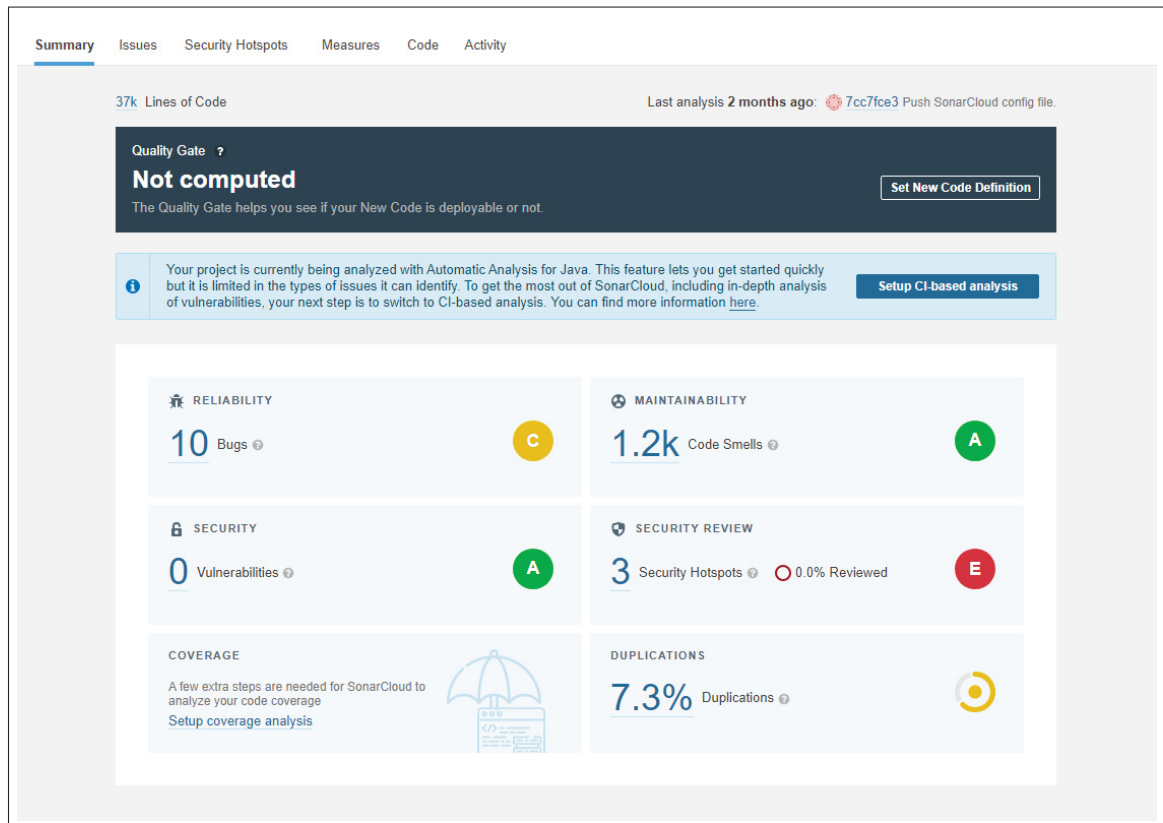 Summary Issues Security Hotspots Measures Code Activity
37k Lines of Code
Last analysis 2 months ago: 7cc7fce3 Push SonarCloud config file.
Quality Gate ?
Not computed
The Quality Gate helps you see if your New Code is deployable or not.
Set New Code Definition
Your project is currently being analyzed with Automatic Analysis for Java. This feature lets you get started quickly
but it is limited in the types of issues it can identify. To get the most out of SonarCloud, including in-depth analysis
of vulnerabilities, your next step is to switch to CI-based analysis. You can find more information here.
Setup CI-based analysis
RELIABILITY
10 Bugs ?
C
MAINTAINABILITY
1.2k Code Smells ?
A
SECURITY
0 Vulnerabilities ?
A
SECURITY REVIEW
3 Security Hotspots ? 0.0% Reviewed
E
COVERAGE
A few extra steps are needed for SonarCloud to
analyze your code coverage
Setup coverage analysis
DUPLICATIONS
7.3% Duplications ?